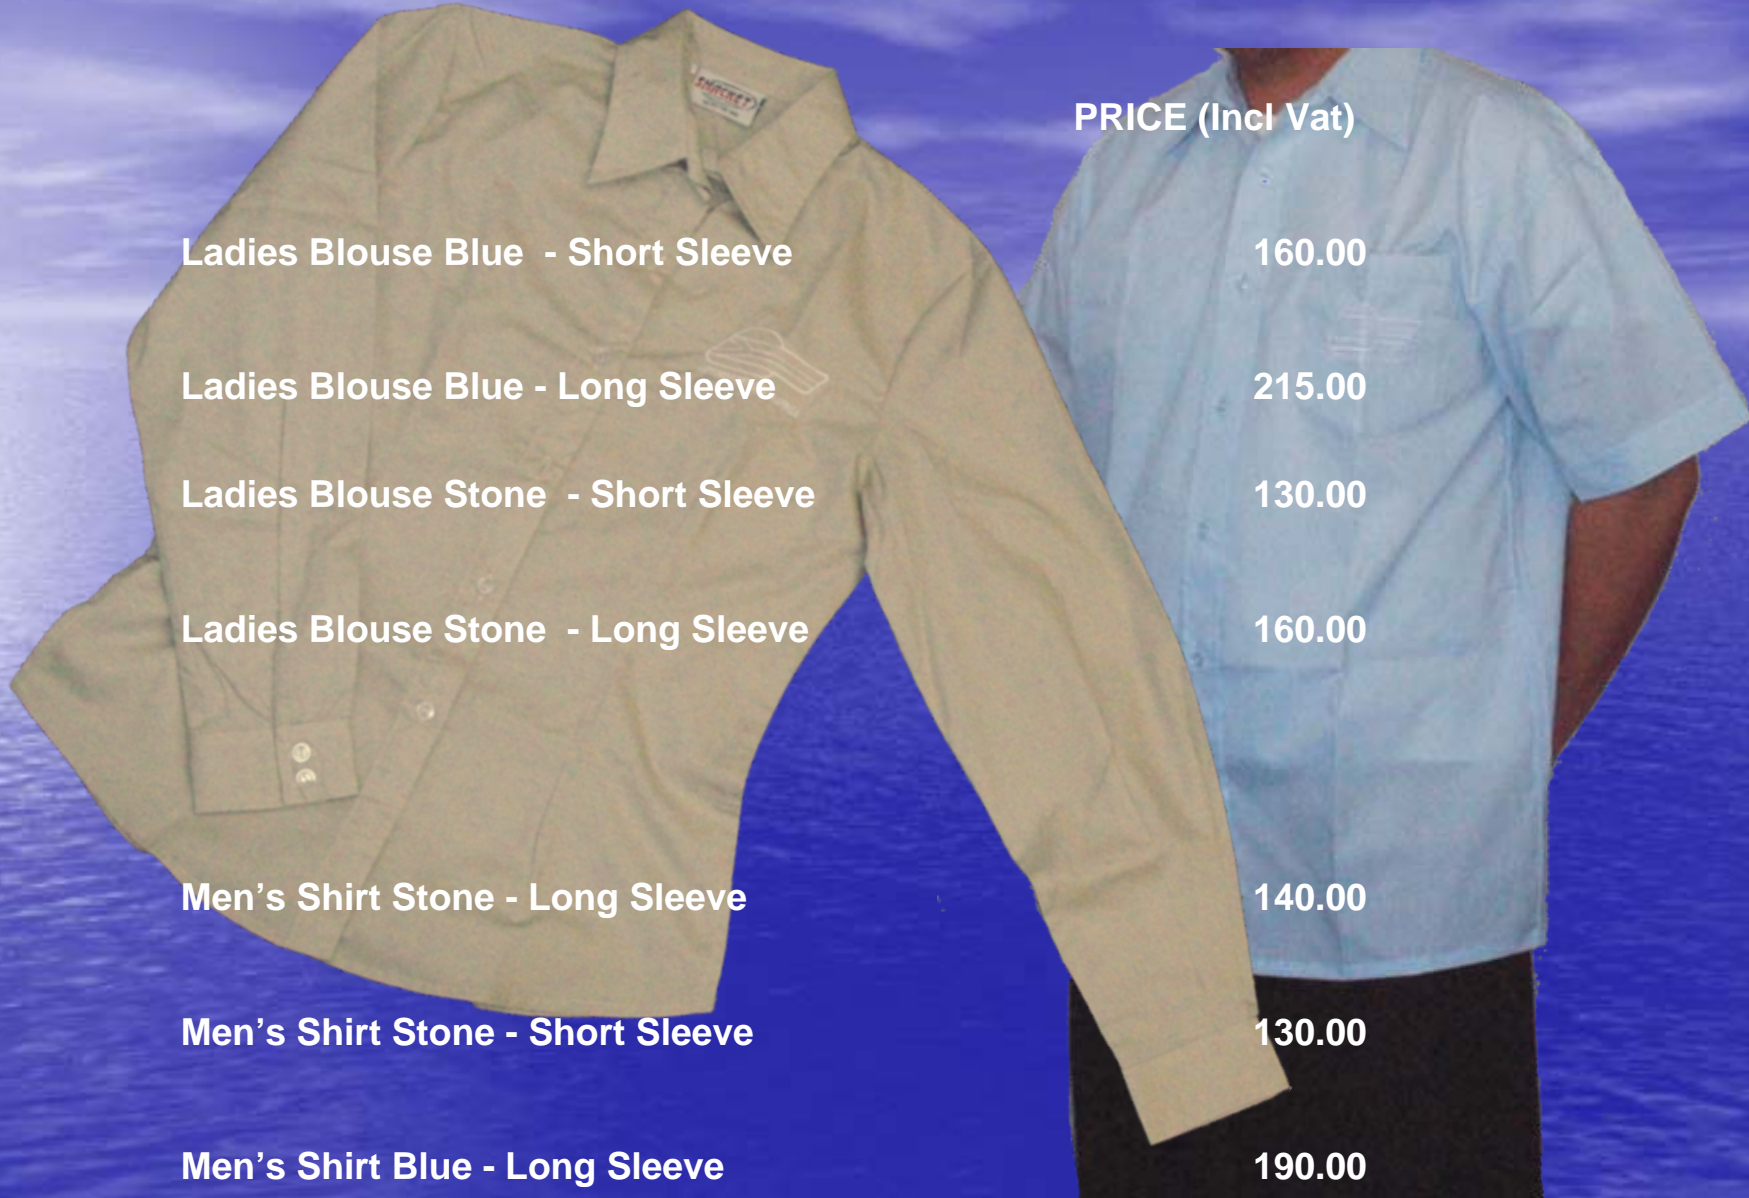 SHACKET
PRICE (Incl Vat)
Ladies Blouse Blue - Short Sleeve 160.00
Ladies Blouse Blue - Long Sleeve 215.00
Ladies Blouse Stone - Short Sleeve 130.00
Ladies Blouse Stone - Long Sleeve 160.00
Men’s Shirt Stone - Long Sleeve 140.00
Men’s Shirt Stone - Short Sleeve 130.00
Men’s Shirt Blue - Long Sleeve 190.00